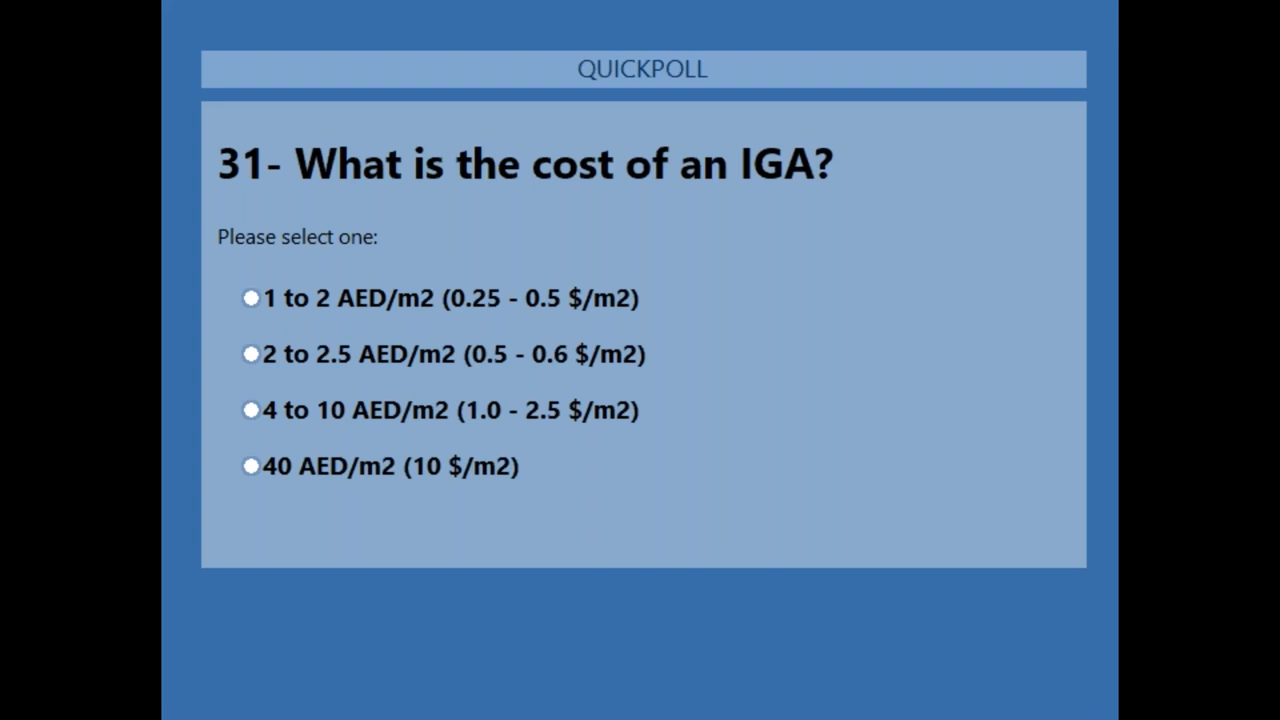 QUICKPOLL
31- What is the cost of an IGA?
Please select one:
1 to 2 AED/m2 (0.25 - 0.5 $/m2)
2 to 2.5 AED/m2 (0.5 - 0.6 $/m2)
4 to 10 AED/m2 (1.0 - 2.5 $/m2)
40 AED/m2 (10 $/m2)